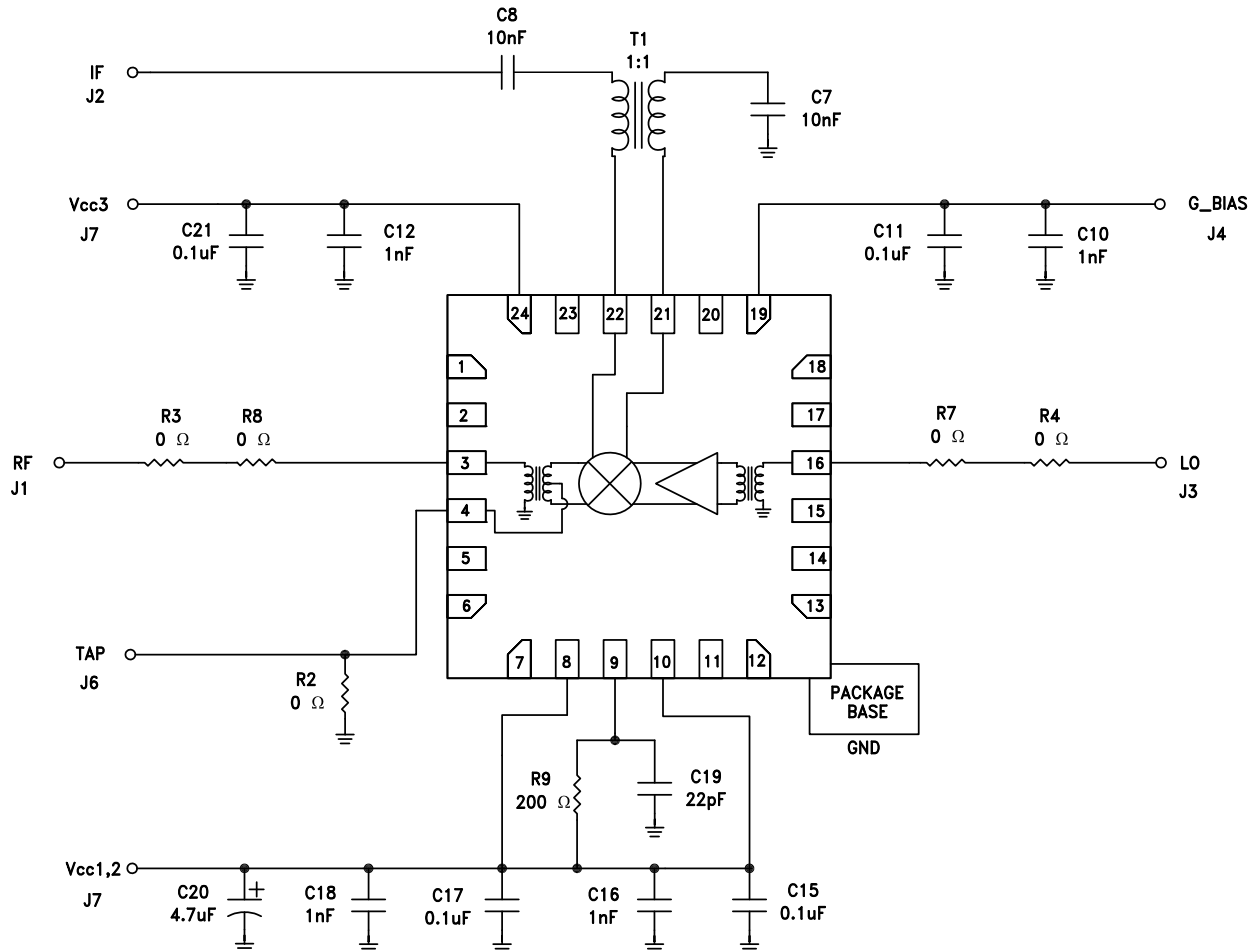 C8
10nF
T1
1:1
IF
J2
C7
10nF
Vcc3
J7
C21
0.1uF
C12
1nF
C11
0.1uF
C10
1nF
G_BIAS
J4
24
23
22
21
20
19
1
18
2
17
R3
0 Ω
R8
0 Ω
R7
0 Ω
R4
0 Ω
RF
J1
3
16
LO
J3
4
15
5
14
6
13
TAP
J6
R2
0 Ω
7
8
9
10
11
12
PACKAGE
BASE
GND
R9
200 Ω
C19
22pF
Vcc1,2
J7
C20
4.7uF
+
C18
1nF
C17
0.1uF
C16
1nF
C15
0.1uF